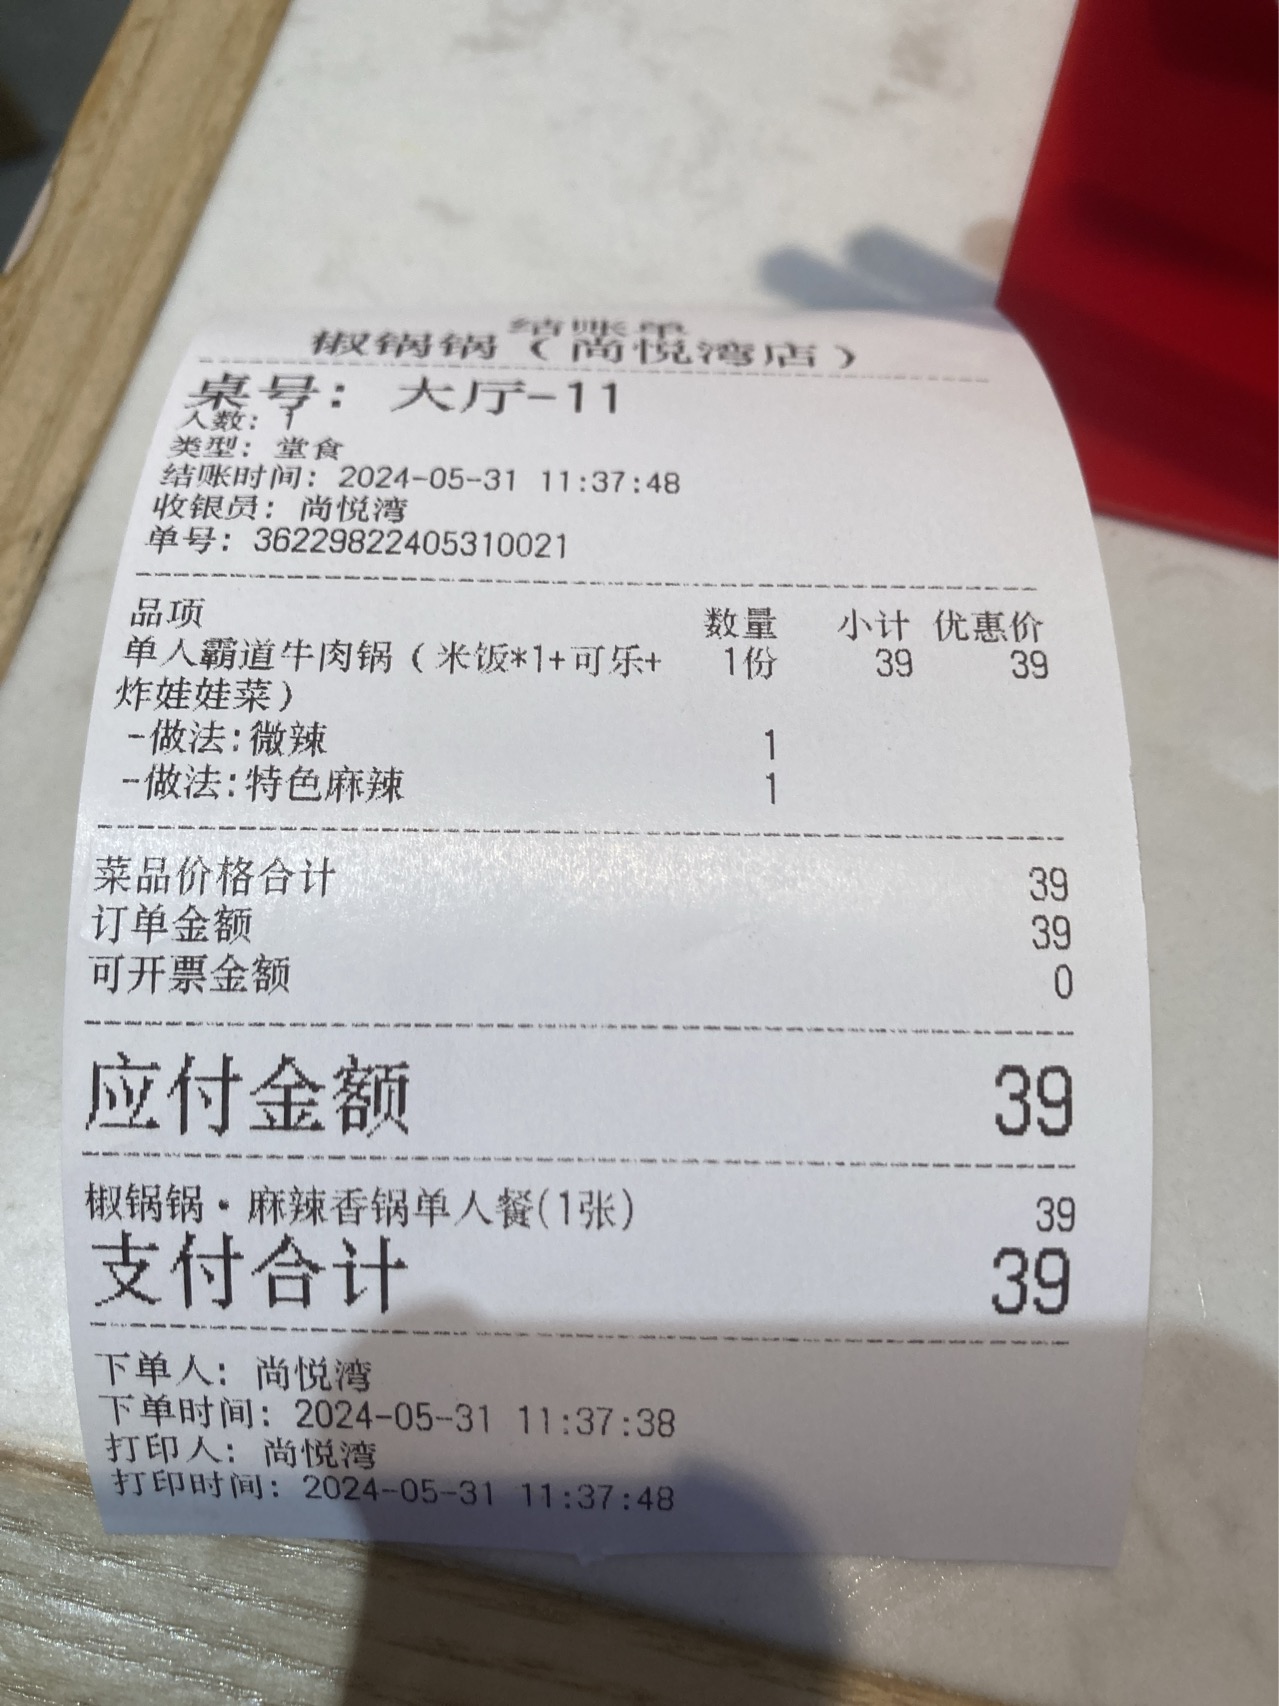 结账单
椒锅锅（尚悦湾店）
桌号: 大厅-11
人数: 1
类型: 堂食
结账时间: 2024-05-31 11:37:48
收银员: 尚悦湾
单号: 36229822405310021
品项 数量 小计 优惠价
单人霸道牛肉锅（米饭*1+可乐+ 1份 39 39
炸娃娃菜）
-做法:微辣 1
-做法:特色麻辣 1
菜品价格合计 39
订单金额 39
可开票金额 0
应付金额 39
椒锅锅·麻辣香锅单人餐(1张) 39
支付合计 39
下单人: 尚悦湾
下单时间: 2024-05-31 11:37:38
打印人: 尚悦湾
打印时间: 2024-05-31 11:37:48